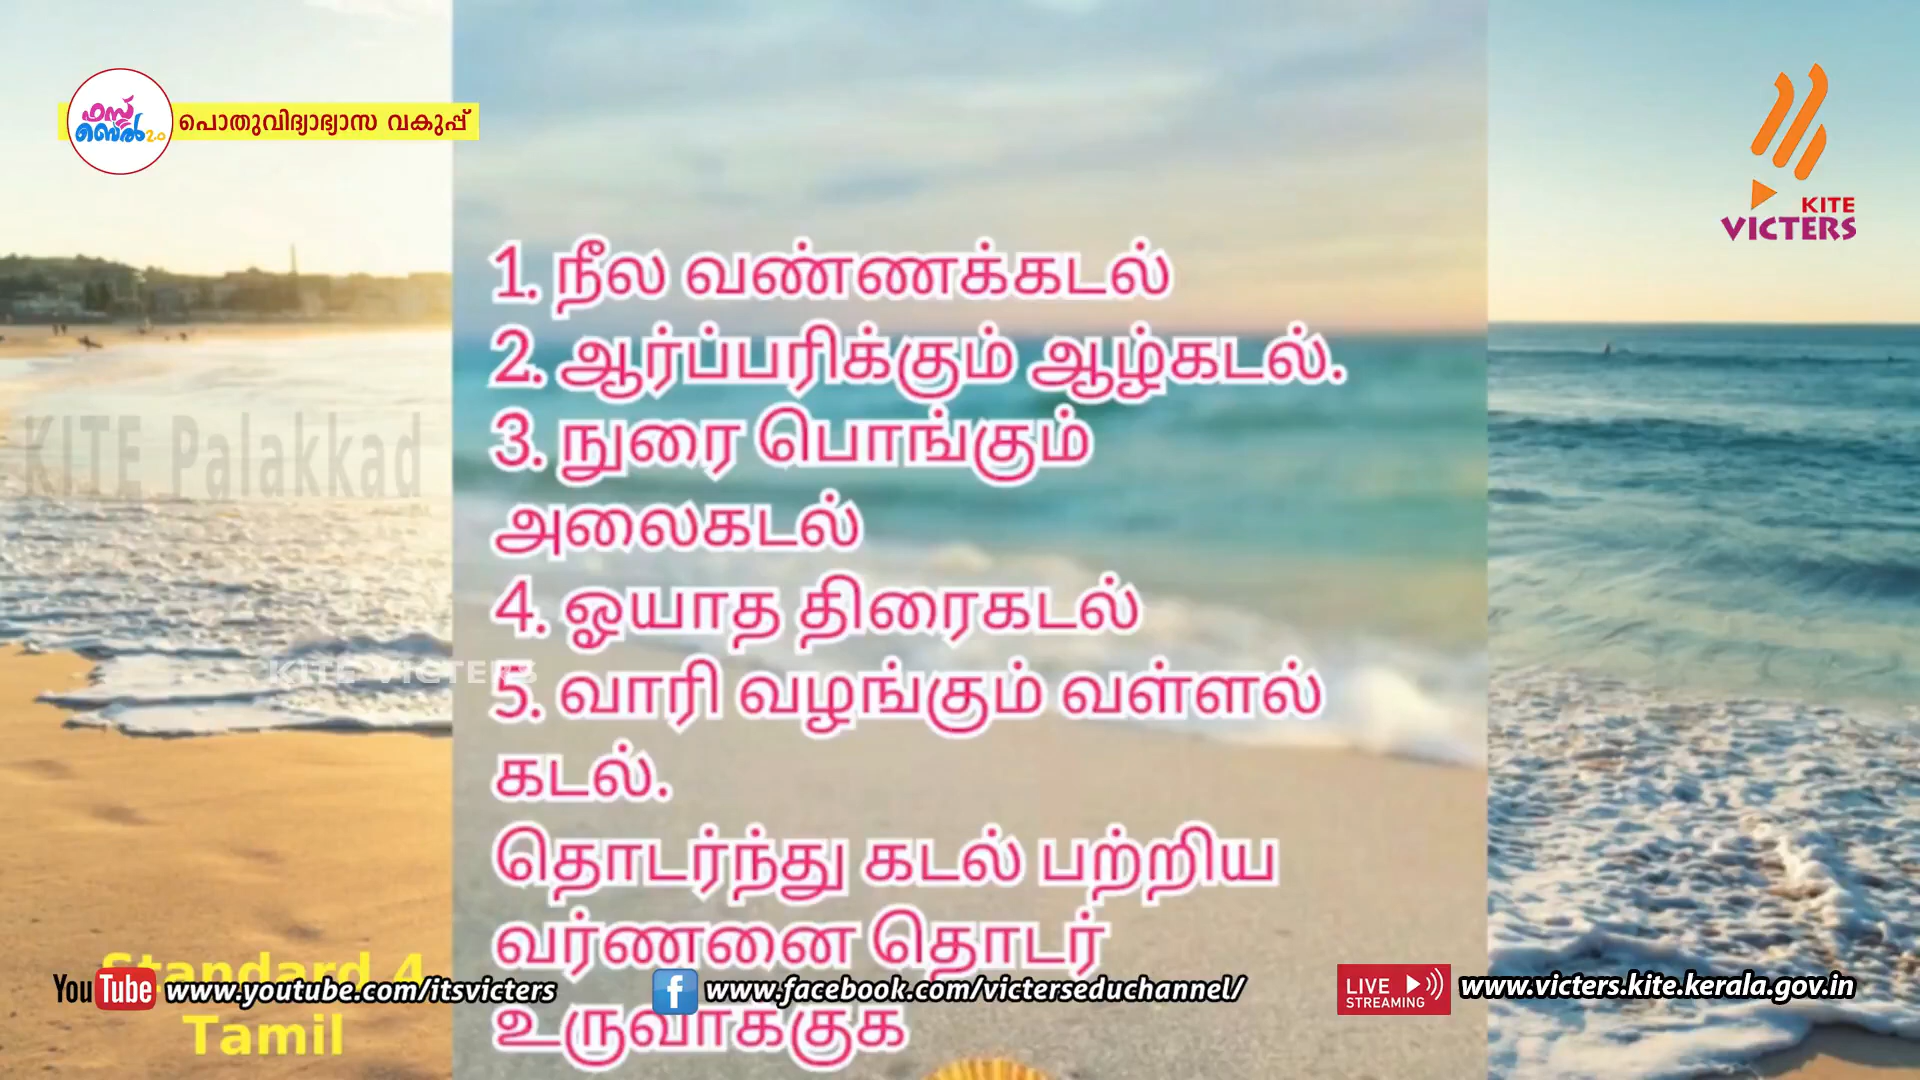 ഫസ്റ്റ്
ബെൽ 2.0
പൊതുവിദ്യാഭ്യാസ വകുപ്പ്
KITE
VICTERS
1. நீல வண்ணக்கடல்
2. ஆர்ப்பரிக்கும் ஆழ்கடல்.
3. நுரை பொங்கும்
அலைகடல்
4. ஓயாத திரைகடல்
5. வாரி வழங்கும் வள்ளல்
கடல்.
தொடர்ந்து கடல் பற்றிய
வர்ணனை தொடர்
உருவாக்குக
KITE Palakkad
KITE VICTERS
Standard 4
Tamil
YouTube www.youtube.com/itsvicters
f www.facebook.com/victerseduchannel/
LIVE
STREAMING
www.victers.kite.kerala.gov.in